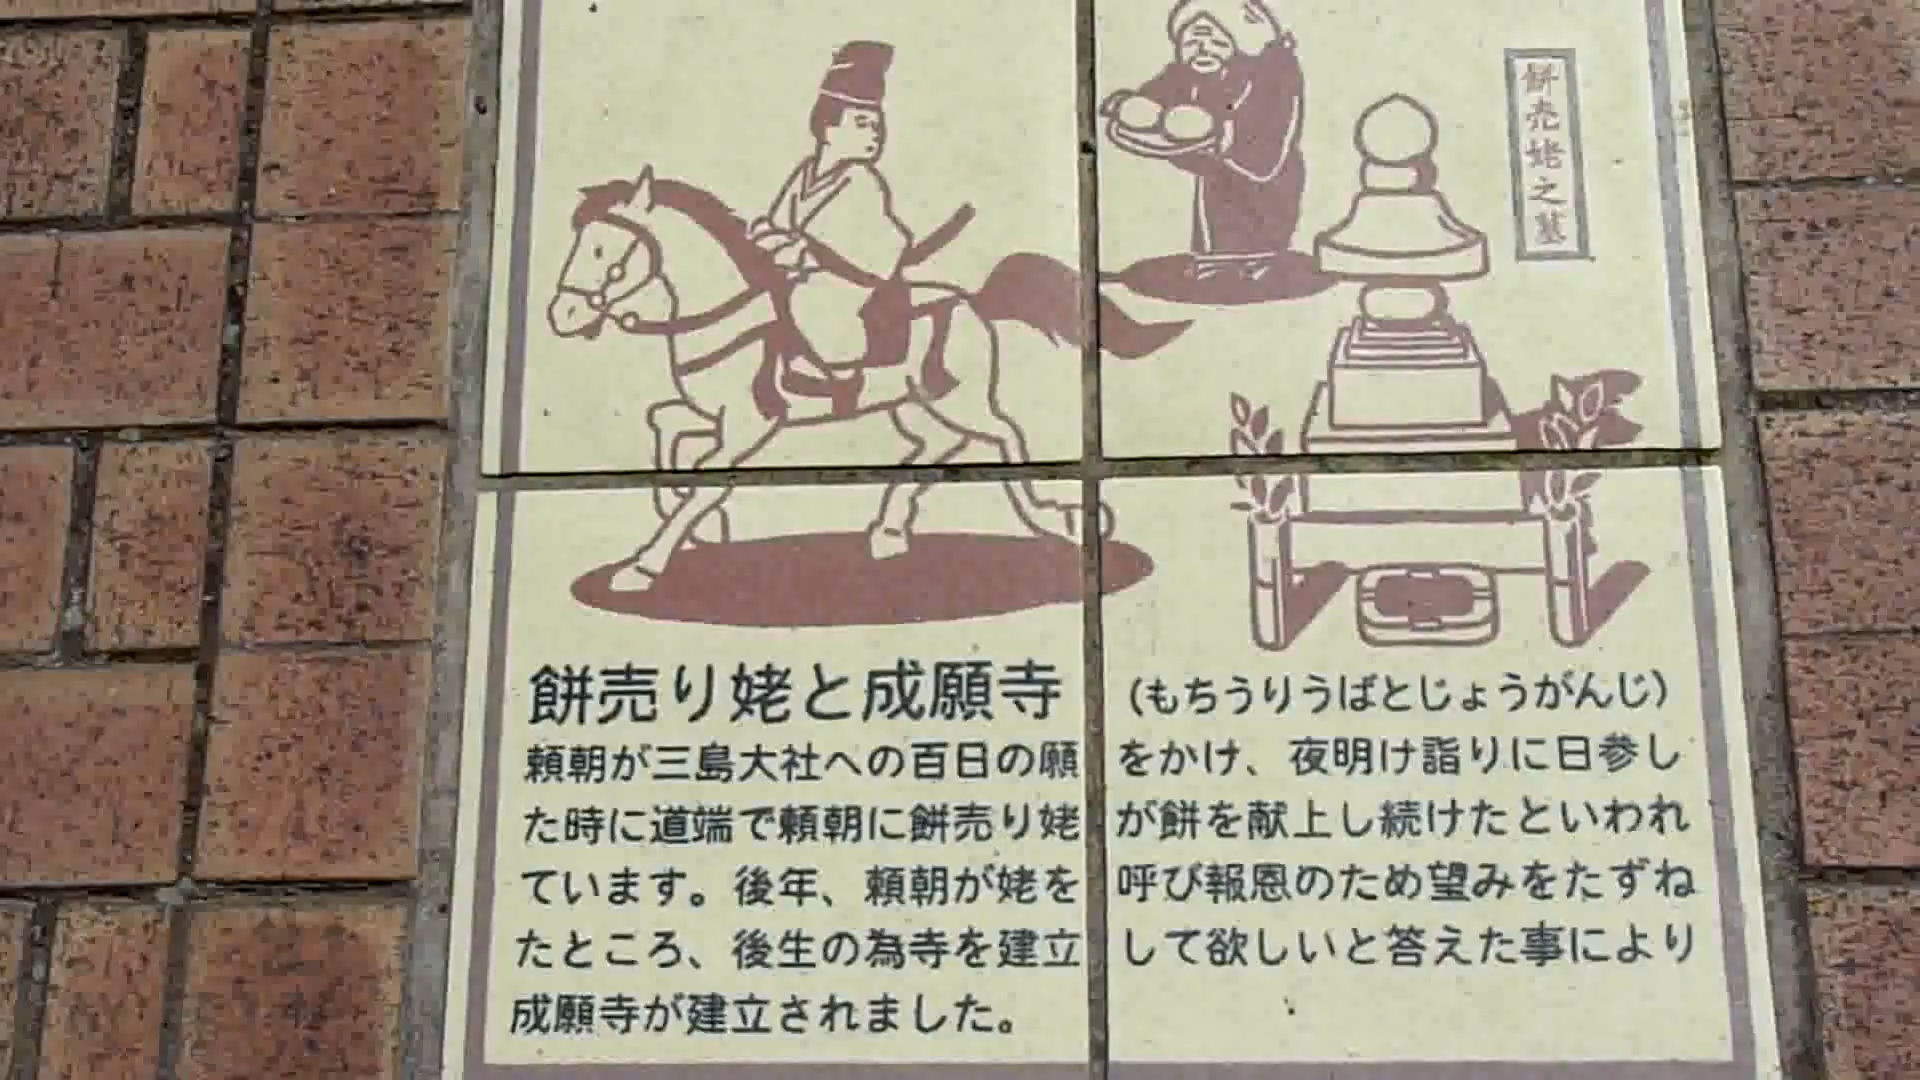 餅売姥之墓
餅売り姥と成願寺（もちうりうばとじょうがんじ）
頼朝が三島大社への百日の願をかけ、夜明け詣りに日参し
た時に道端で頼朝に餅売り姥が餅を献上し続けたといわれ
ています。後年、頼朝が姥を呼び報恩のため望みをたずね
たところ、後生の為寺を建立して欲しいと答えた事により
成願寺が建立されました。